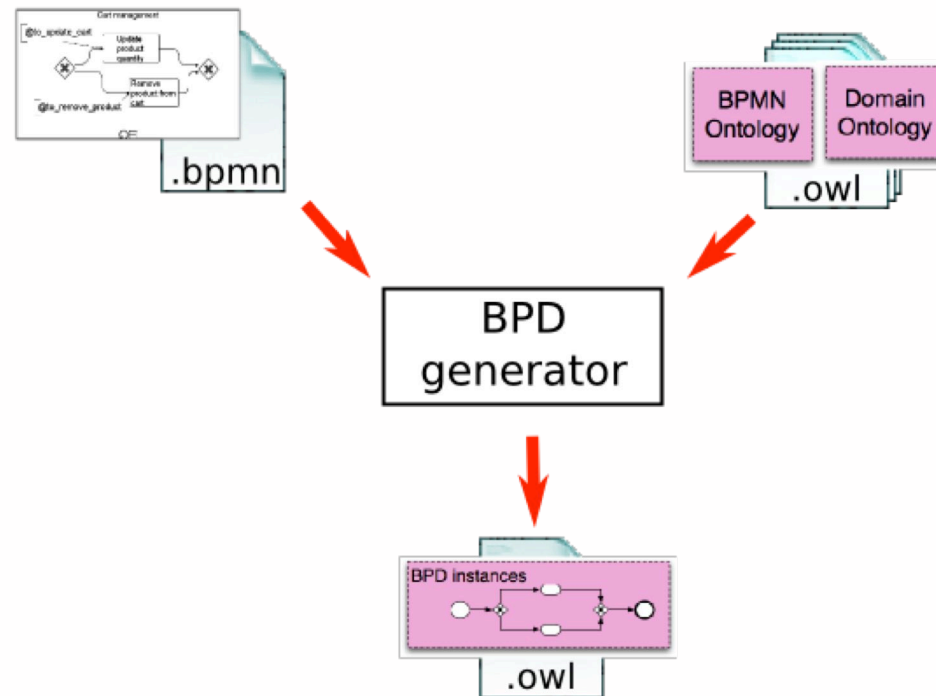 Cart management
@to_update_cart
Update
product
quantity
Remove
product from
cart
@to_remove_product
.bpmn
BPMN
Ontology
Domain
Ontology
.owl
BPD
generator
BPD instances
.owl